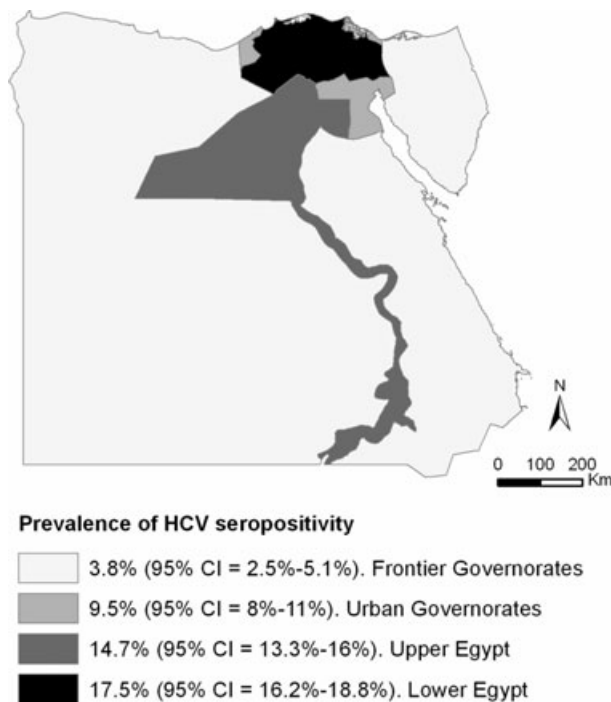 N
0 100 200
Km
Prevalence of HCV seropositivity
3.8% (95% CI = 2.5%-5.1%). Frontier Governorates
9.5% (95% CI = 8%-11%). Urban Governorates
14.7% (95% CI = 13.3%-16%). Upper Egypt
17.5% (95% CI = 16.2%-18.8%). Lower Egypt